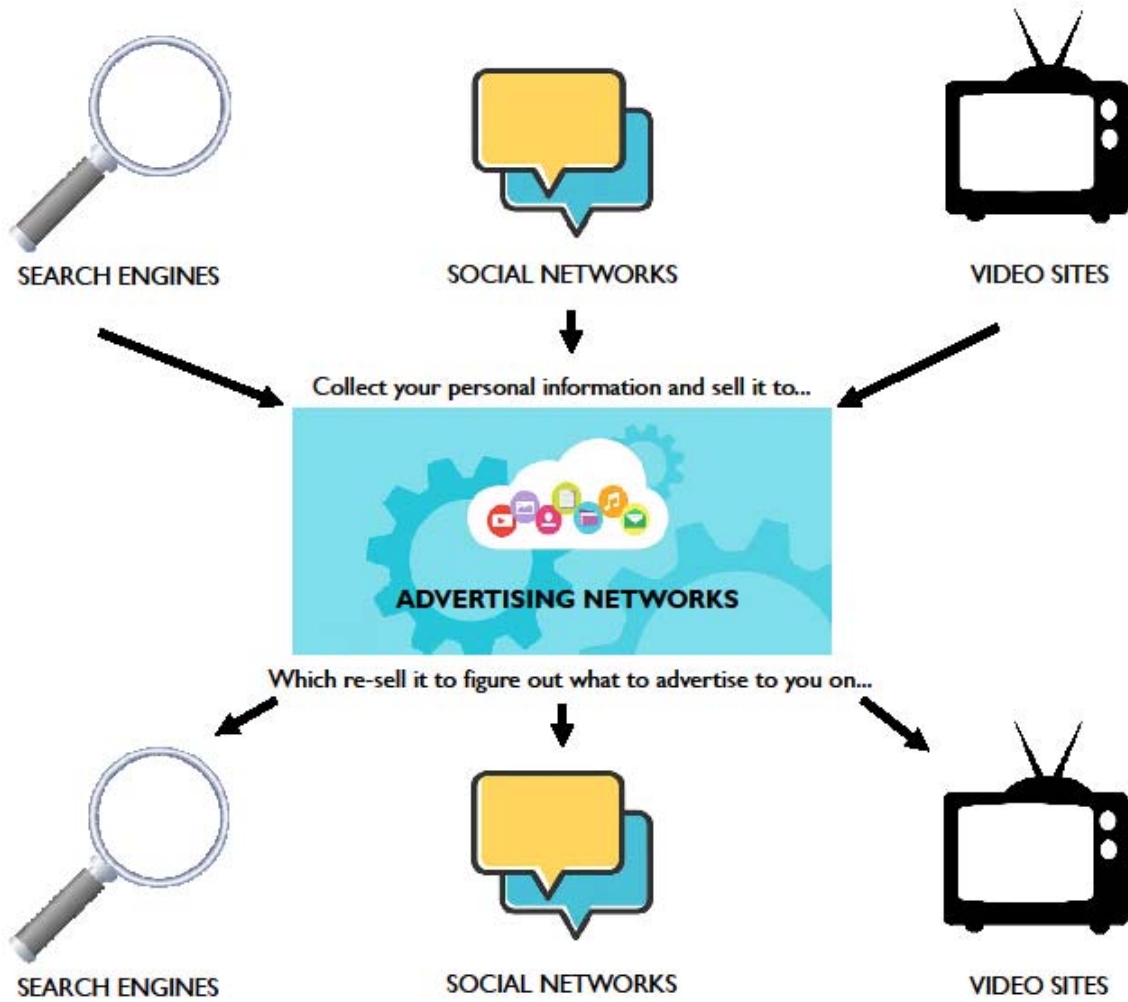 SEARCH ENGINES
SOCIAL NETWORKS
VIDEO SITES
Collect your personal information and sell it to...
ADVERTISING NETWORKS
Which re-sell it to figure out what to advertise to you on...
SEARCH ENGINES
SOCIAL NETWORKS
VIDEO SITES